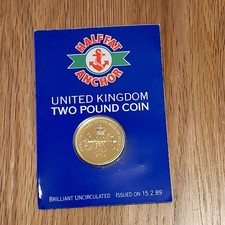 HALF FAT
ANCHOR
UNITED KINGDOM
TWO POUND COIN
BRILLIANT UNCIRCULATED ISSUED ON 15.2.89